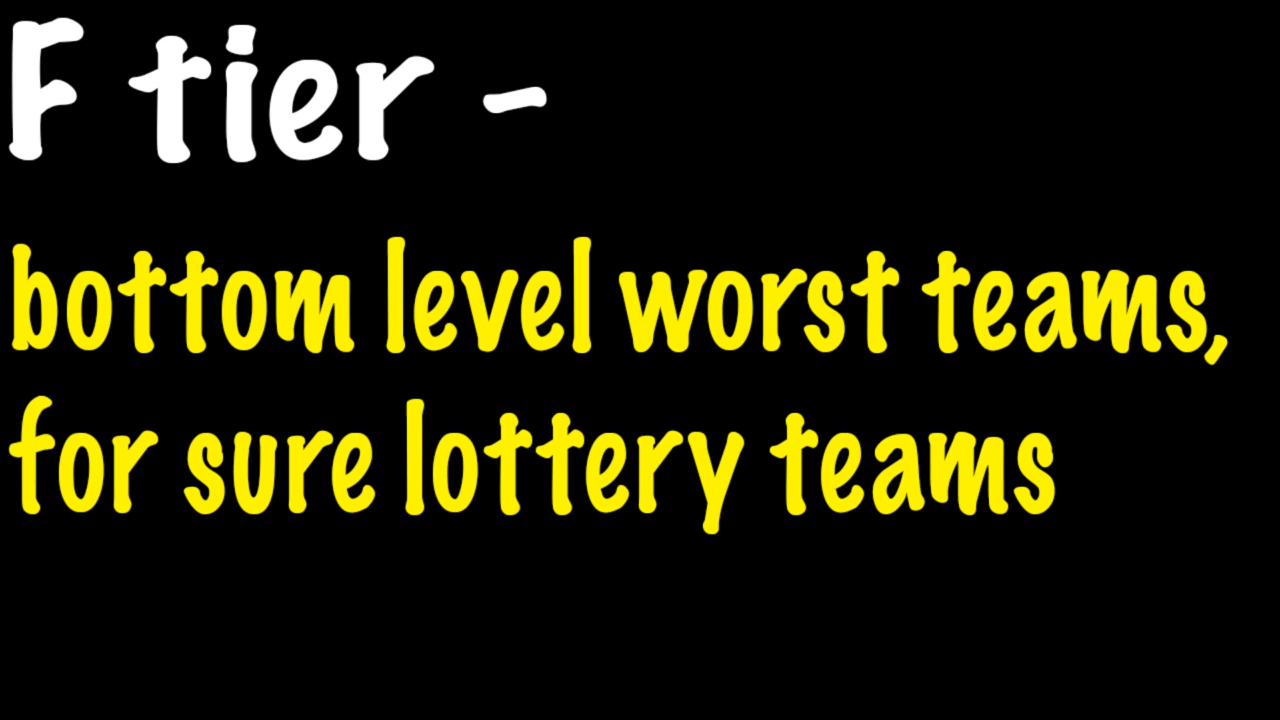 F tier -
bottom level worst teams,
for sure lottery teams